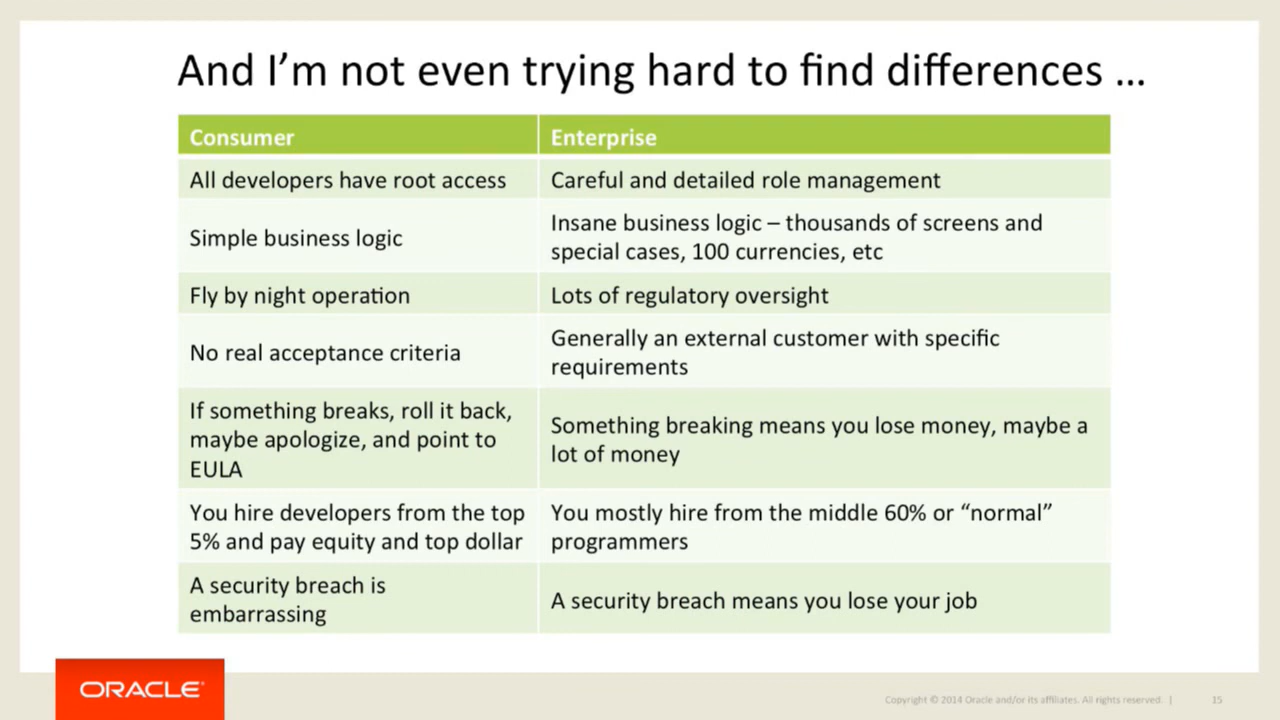 And I'm not even trying hard to find differences ...
Consumer
Enterprise
All developers have root access
Careful and detailed role management
Simple business logic
Insane business logic – thousands of screens and
special cases, 100 currencies, etc
Fly by night operation
Lots of regulatory oversight
No real acceptance criteria
Generally an external customer with specific
requirements
If something breaks, roll it back,
maybe apologize, and point to
EULA
Something breaking means you lose money, maybe a
lot of money
You hire developers from the top
5% and pay equity and top dollar
You mostly hire from the middle 60% or “normal”
programmers
A security breach is
embarrassing
A security breach means you lose your job
ORACLE®
Copyright © 2014 Oracle and/or its affiliates. All rights reserved. |
15